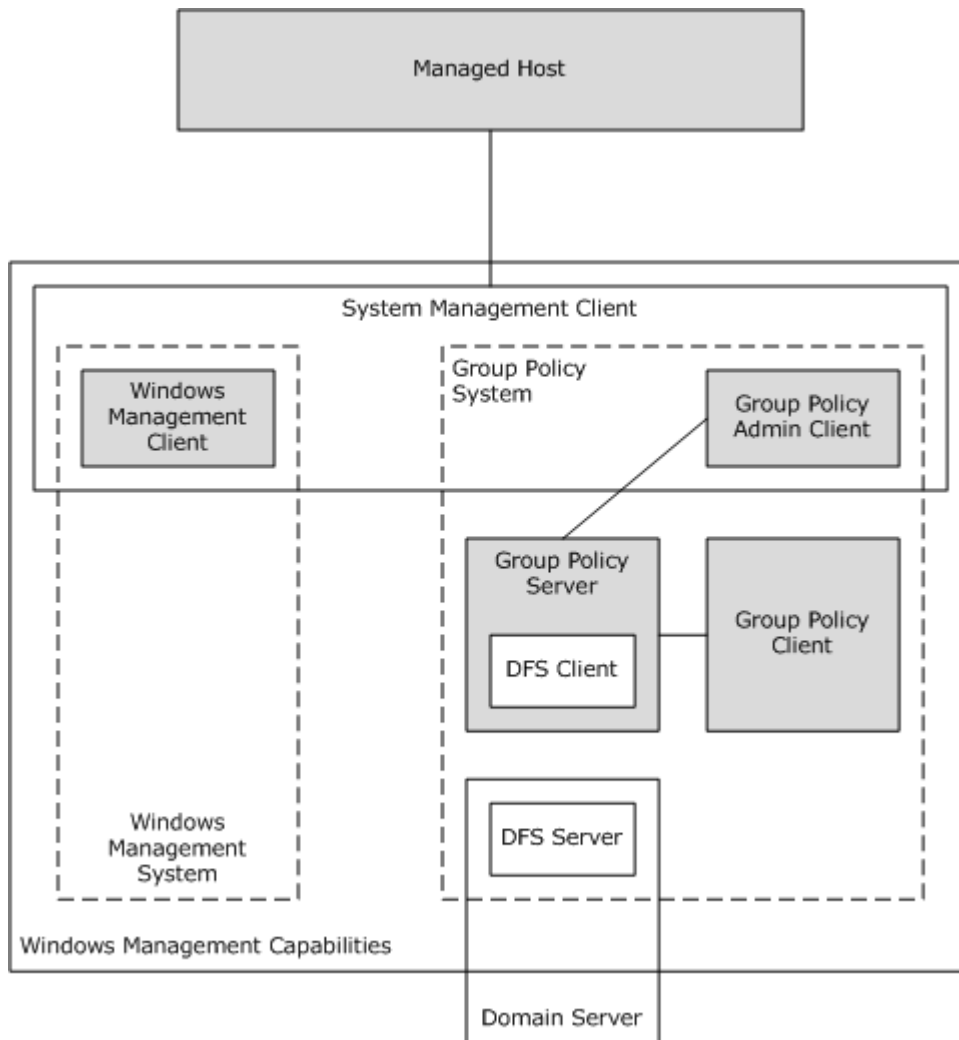 Managed Host
System Management Client
Windows
Management
Client
Group Policy
System
Group Policy
Admin Client
Group Policy
Server
DFS Client
Group Policy
Client
DFS Server
Windows
Management
System
Windows Management Capabilities
Domain Server